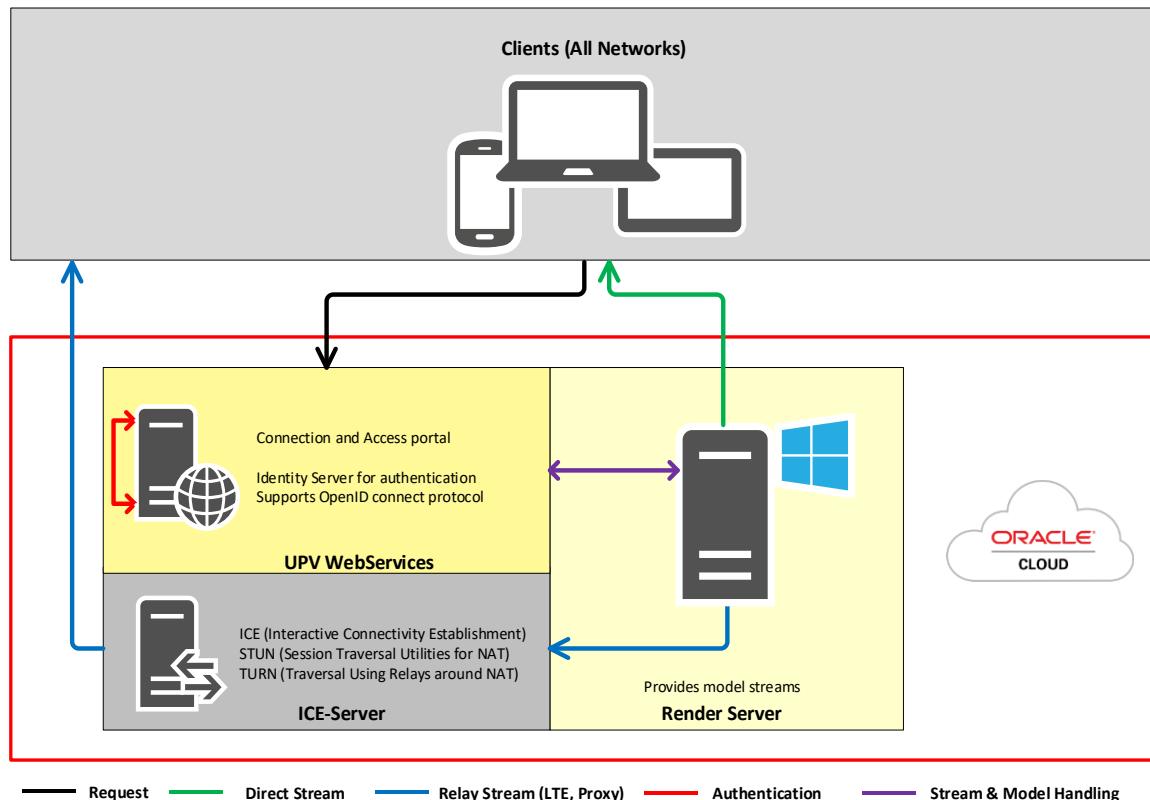 Clients (All Networks)
Connection and Access portal
Identity Server for authentication
Supports OpenID connect protocol
UPV WebServices
ICE (Interactive Connectivity Establishment)
STUN (Session Traversal Utilities for NAT)
TURN (Traversal Using Relays around NAT)
ICE-Server
Provides model streams
Render Server
ORACLE®
CLOUD
Request
Direct Stream
Relay Stream (LTE, Proxy)
Authentication
Stream & Model Handling